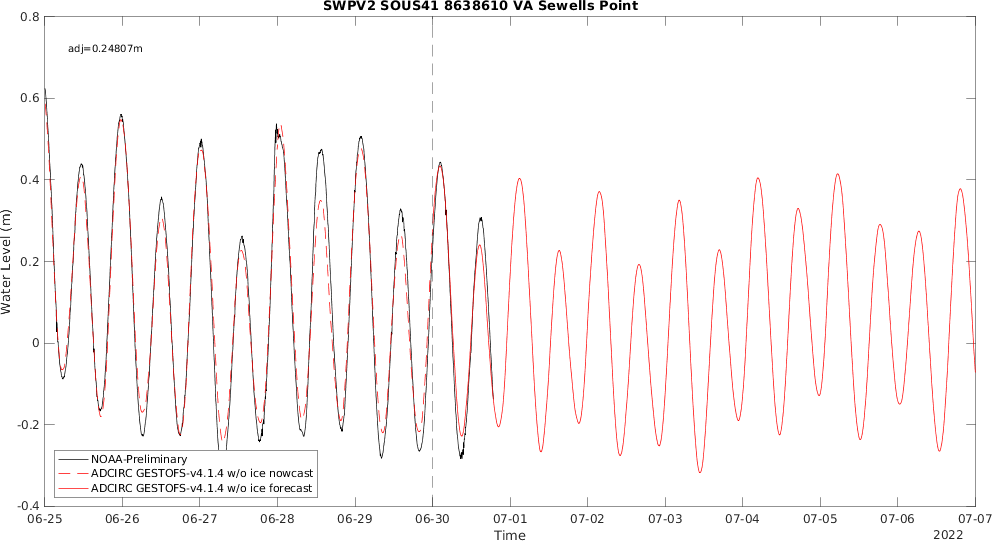 SWPV2 SOUS41 8638610 VA Sewells Point
0.8
adj=0.24807m
0.6
0.4
0.2
0
-0.2
-0.4
Water Level (m)
NOAA-Preliminary
ADCIRC GESTOFS-v4.1.4 w/o ice nowcast
ADCIRC GESTOFS-v4.1.4 w/o ice forecast
06-25 06-26 06-27 06-28 06-29 06-30 07-01 07-02 07-03 07-04 07-05 07-06 07-07
Time
2022